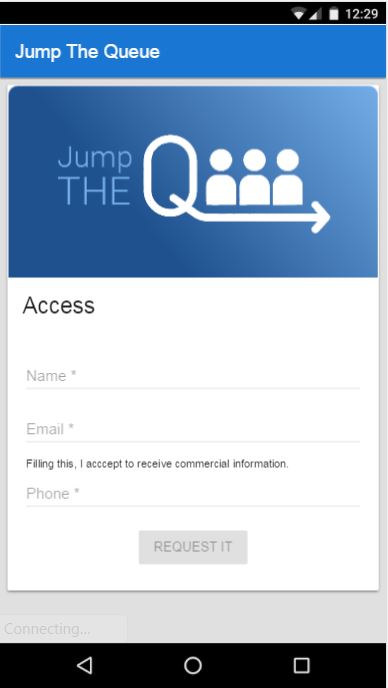 12:29
Jump The Queue
Jump
THE Q
Access
Name *
Email *
Filling this, I acccept to receive commercial information.
Phone *
REQUEST IT
Connecting...